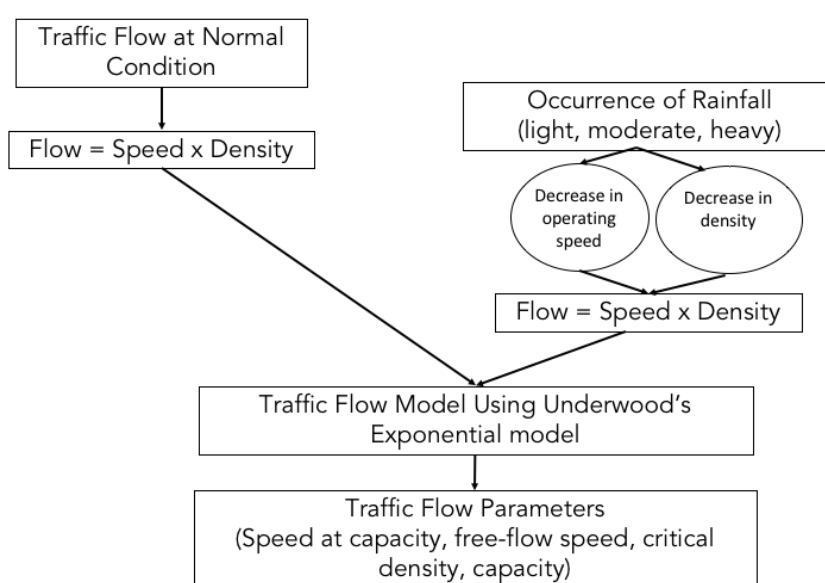 Traffic Flow at Normal
Condition
Flow = Speed x Density
Occurrence of Rainfall
(light, moderate, heavy)
Decrease in
operating
speed
Decrease in
density
Flow = Speed x Density
Traffic Flow Model Using Underwood's
Exponential model
Traffic Flow Parameters
(Speed at capacity, free-flow speed, critical
density, capacity)